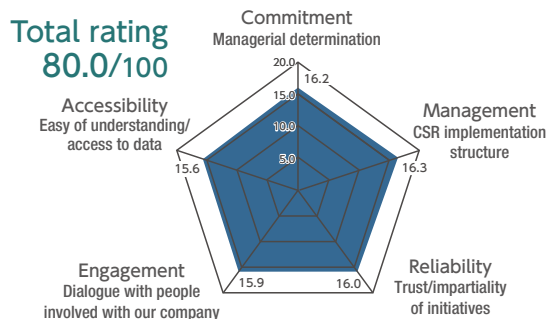 Total rating
80.0/100
Commitment
Managerial determination
20.0
16.2
15.0
10.0
5.0
Accessibility
Easy of understanding/
access to data
15.6
Management
CSR implementation
structure
16.3
Engagement
Dialogue with people
involved with our company
15.9
Reliability
Trust/impartiality
of initiatives
16.0